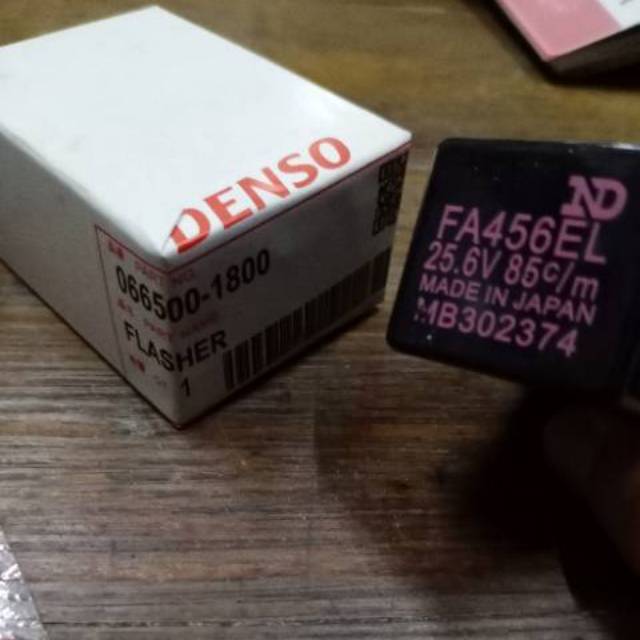 DENSO
066500-1800
FLASHER
1
ND
FA456EL
25.6V 85c/m
MADE IN JAPAN
MB302374